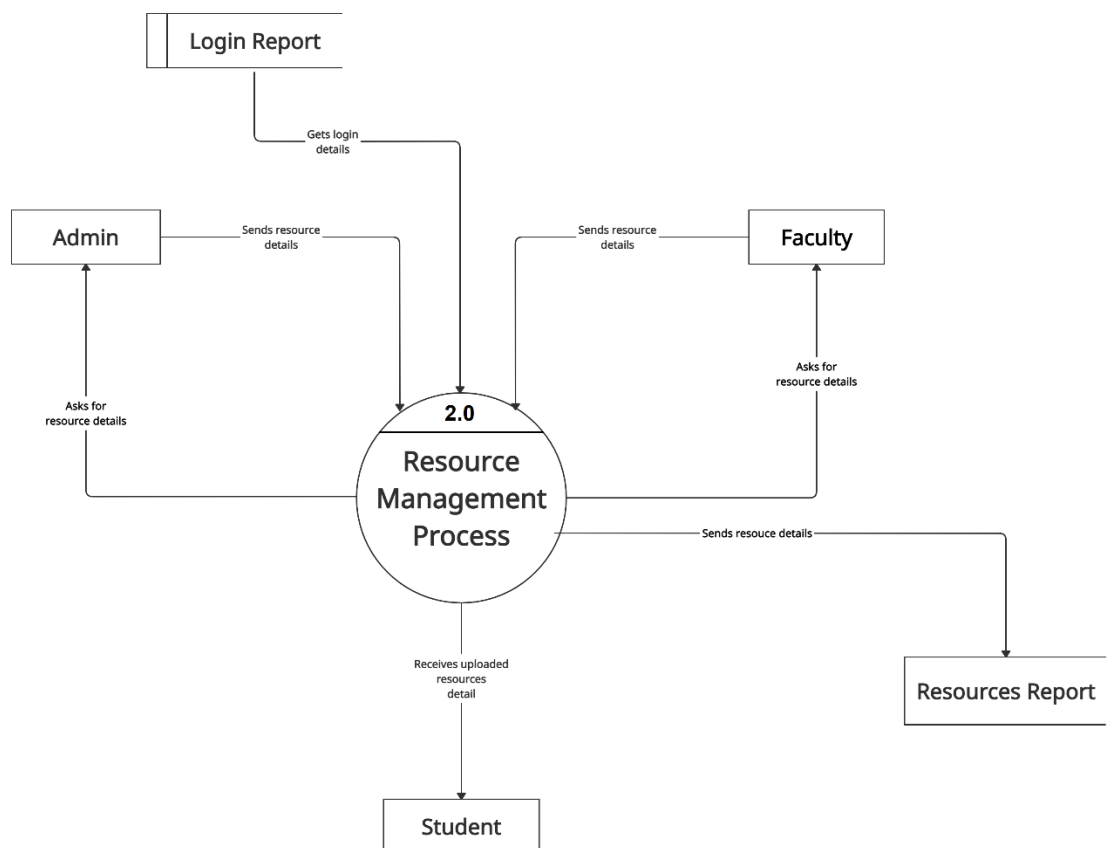 Login Report
Gets login
details
Admin
Sends resource
details
Sends resource
details
Faculty
Asks for
resource details
Asks for
resource details
2.0
Resource
Management
Process
Sends resouce details
Receives uploaded
resources
detail
Resources Report
Student